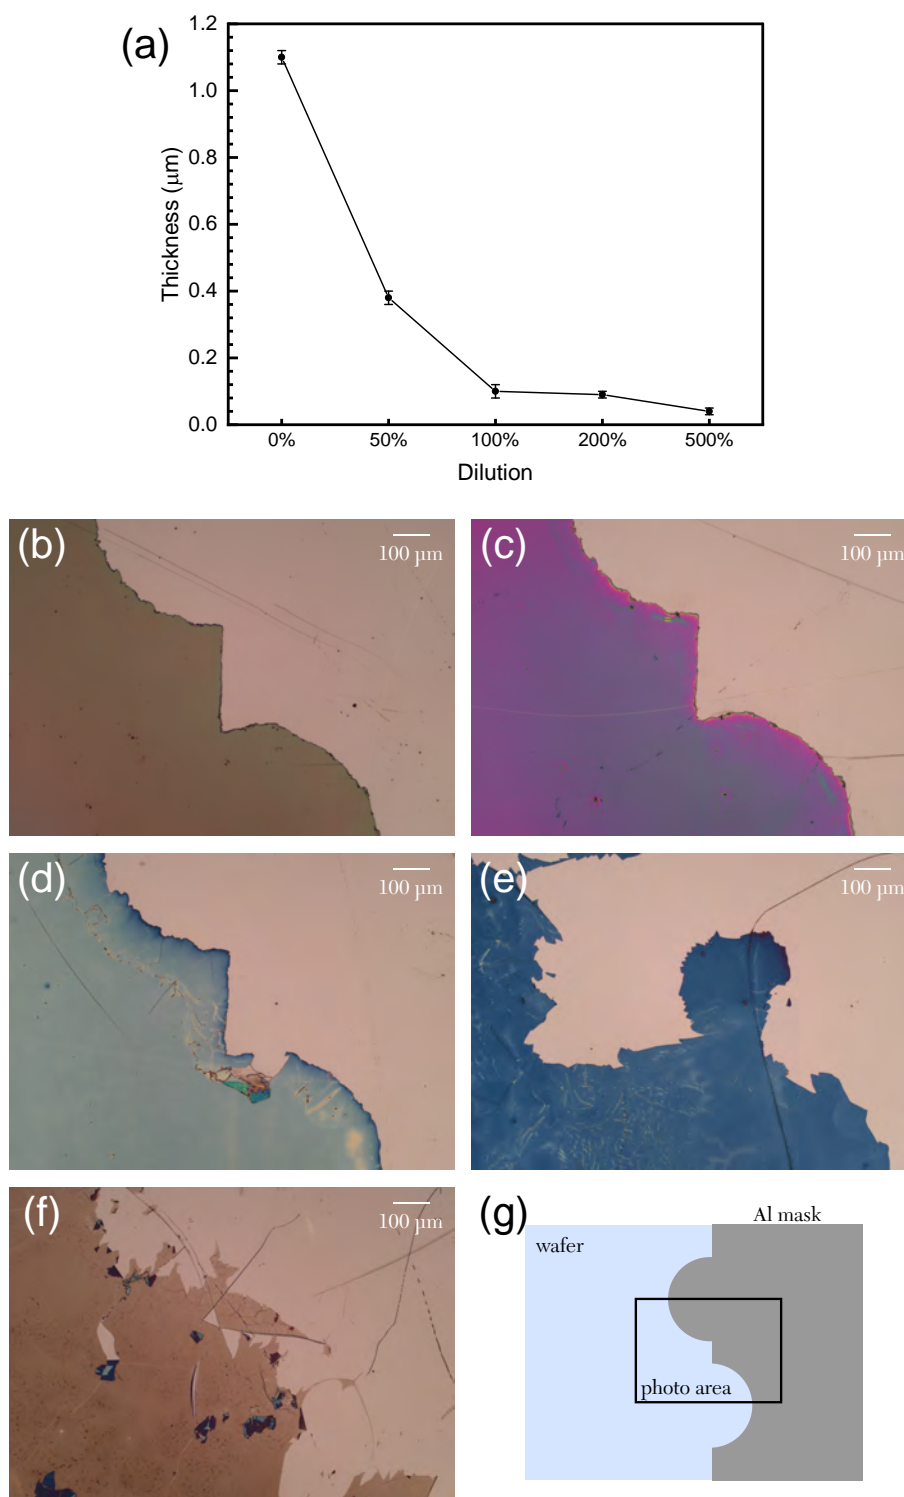 (a)
1.2
1.0
0.8
0.6
0.4
0.2
0.0
Thickness (μm)
0% 50% 100% 200% 500%
Dilution
(b)
100 μm
(c)
100 μm
(d)
100 μm
(e)
100 μm
(f)
100 μm
(g)
Al mask
wafer
photo area